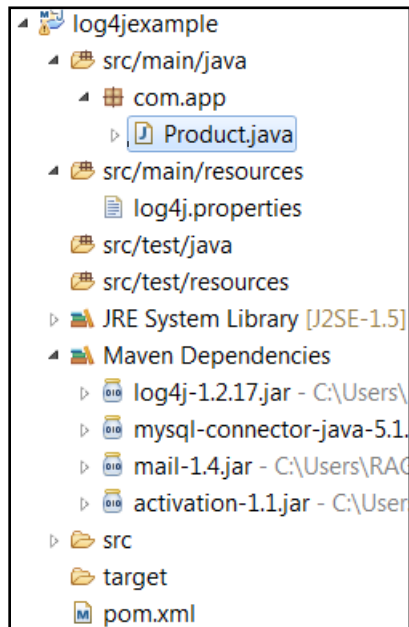 log4jexample
src/main/java
com.app
Product.java
src/main/resources
log4j.properties
src/test/java
src/test/resources
JRE System Library [J2SE-1.5]
Maven Dependencies
log4j-1.2.17.jar - C:\Users\
mysql-connector-java-5.1.
mail-1.4.jar - C:\Users\RAG
activation-1.1.jar - C:\User
src
target
pom.xml